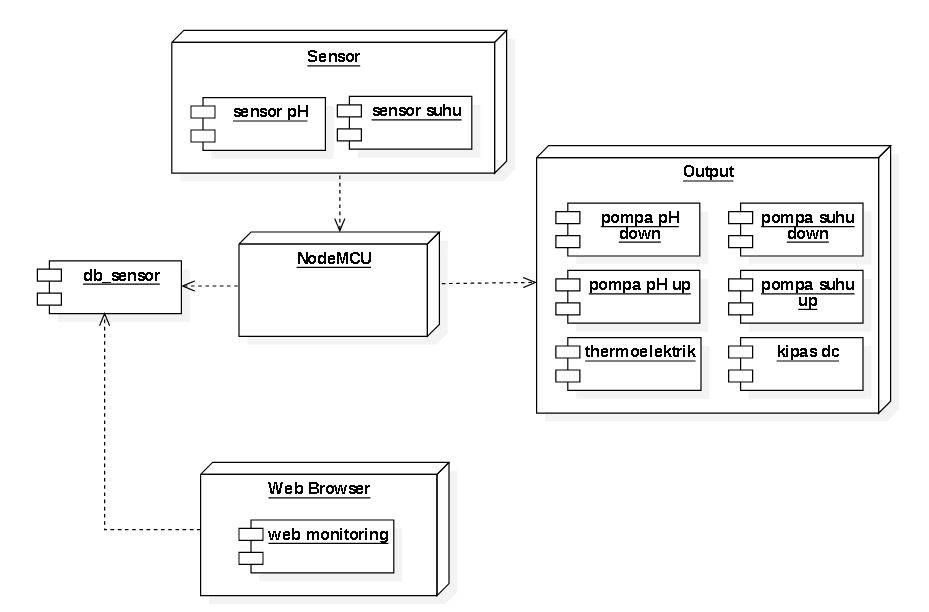 Sensor
sensor pH
sensor suhu
Output
pompa pH
down
pompa suhu
down
NodeMCU
db_sensor
pompa pH up
pompa suhu
up
thermoelektrik
kipas dc
Web Browser
web monitoring